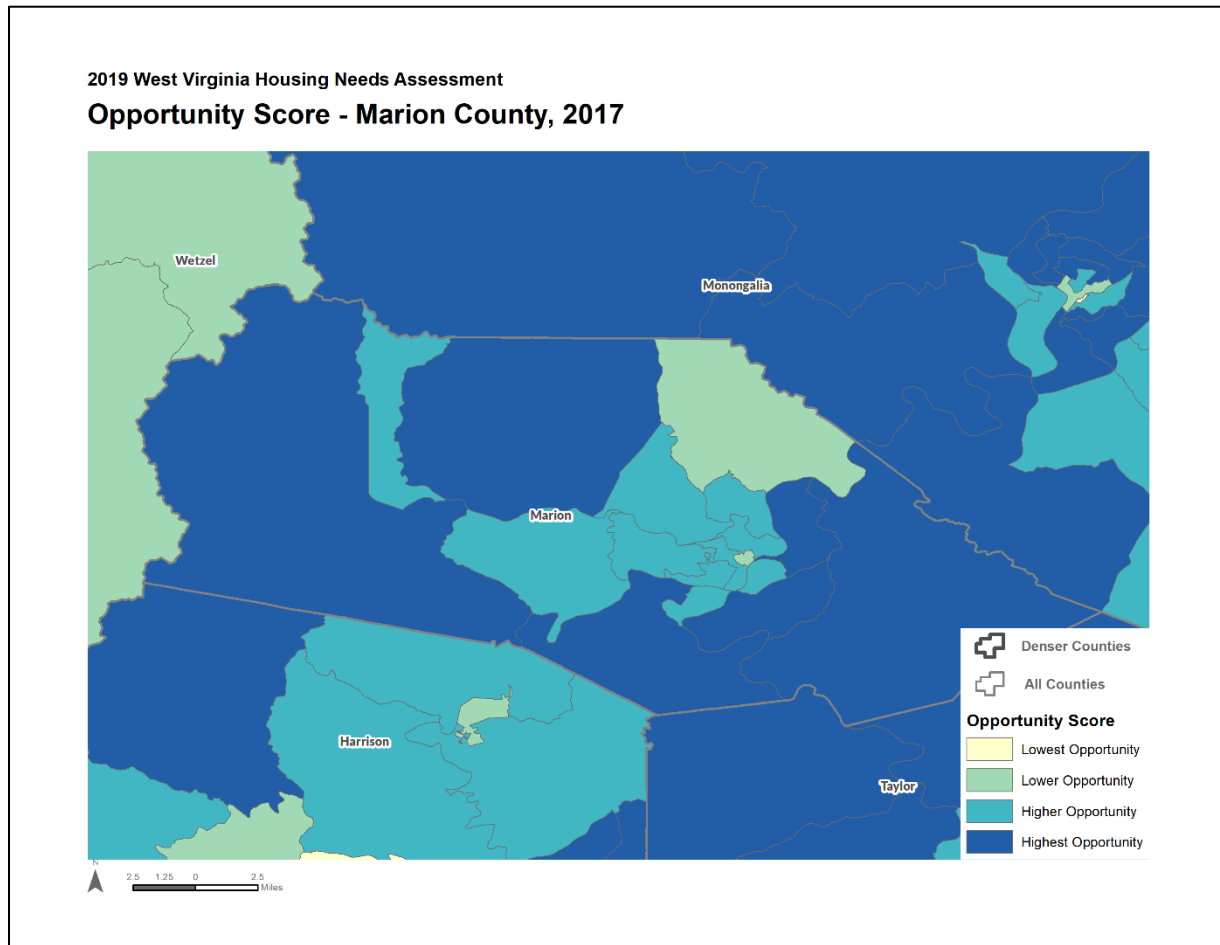 2019 West Virginia Housing Needs Assessment
Opportunity Score - Marion County, 2017
Wetzel
Monongalia
Marion
Harrison
Taylor
Denser Counties
All Counties
Opportunity Score
Lowest Opportunity
Lower Opportunity
Higher Opportunity
Highest Opportunity
N
2.5 1.25 0 2.5
Miles